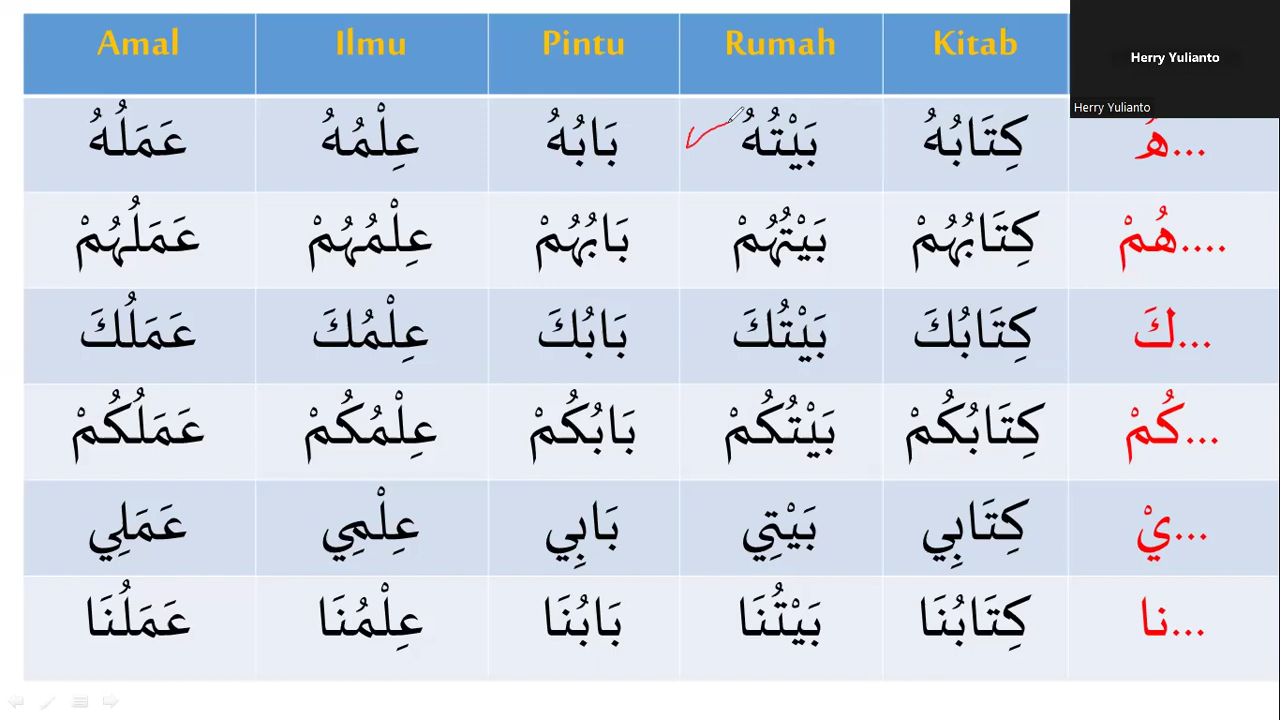 Amal Ilmu Pintu Rumah Kitab
Herry Yulianto
Herry Yulianto
...هُ كِتَابُهُ بَيْتُهُ بَابُهُ عِلْمُهُ عَمَلُهُ
....هُمْ كِتَابُهُمْ بَيْتُهُمْ بَابُهُمْ عِلْمُهُمْ عَمَلُهُمْ
...كَ كِتَابُكَ بَيْتُكَ بَابُكَ عِلْمُكَ عَمَلُكَ
...كُمْ كِتَابُكُمْ بَيْتُكُمْ بَابُكُمْ عِلْمُكُمْ عَمَلُكُمْ
...يْ كِتَابِي بَيْتِي بَابِي عِلْمِي عَمَلِي
...نا كِتَابُنَا بَيْتُنَا بَابُنَا عِلْمُنَا عَمَلُنَا